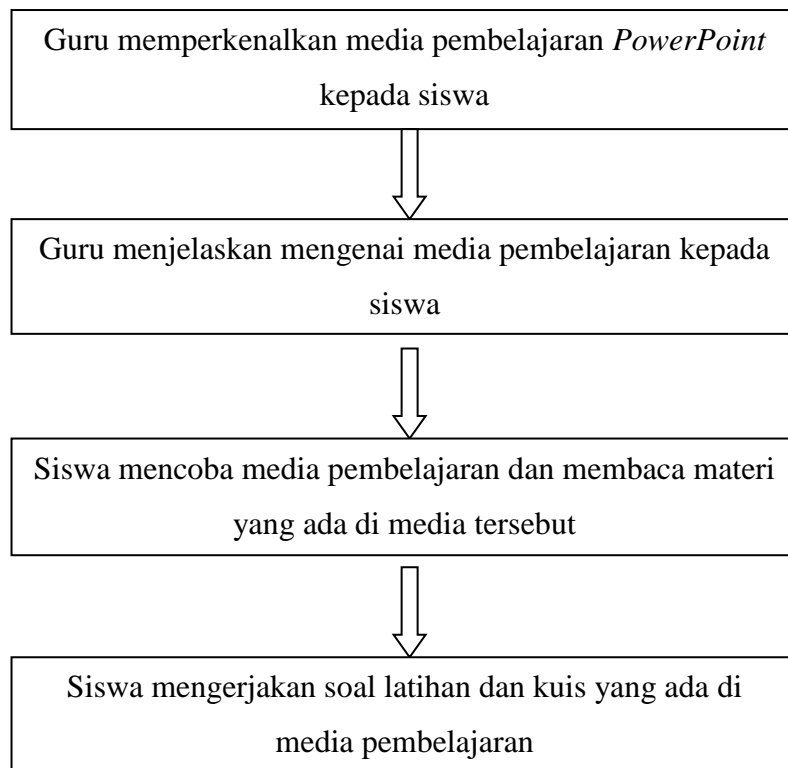 Guru memperkenalkan media pembelajaran PowerPoint
kepada siswa
Guru menjelaskan mengenai media pembelajaran kepada
siswa
Siswa mencoba media pembelajaran dan membaca materi
yang ada di media tersebut
Siswa mengerjakan soal latihan dan kuis yang ada di
media pembelajaran